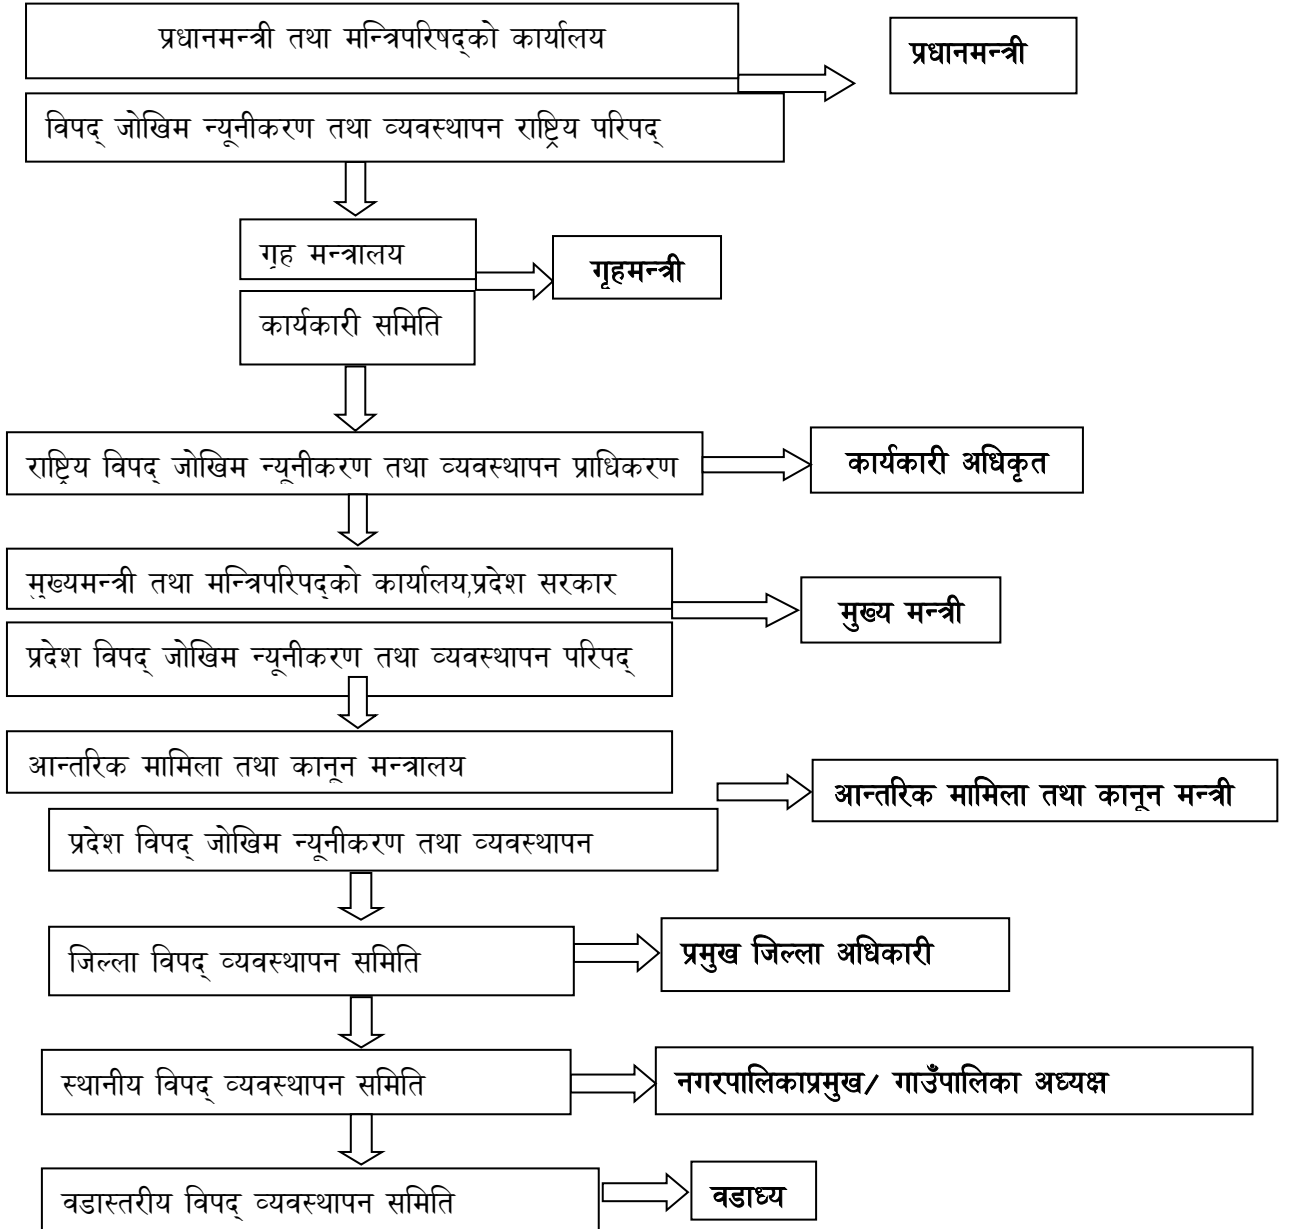 प्रधानमन्त्री तथा मन्त्रिपरिषद्को कार्यालय
प्रधानमन्त्री
विपद् जोखिम न्यूनीकरण तथा व्यवस्थापन राष्ट्रिय परिपद्
गृह मन्त्रालय
गृहमन्त्री
कार्यकारी समिति
राष्ट्रिय विपद् जोखिम न्यूनीकरण तथा व्यवस्थापन प्राधिकरण
कार्यकारी अधिकृत
मुख्यमन्त्री तथा मन्त्रिपरिपद्को कार्यालय,प्रदेश सरकार
मुख्य मन्त्री
प्रदेश विपद् जोखिम न्यूनीकरण तथा व्यवस्थापन परिपद्
आन्तरिक मामिला तथा कानून मन्त्रालय
आन्तरिक मामिला तथा कानून मन्त्री
प्रदेश विपद् जोखिम न्यूनीकरण तथा व्यवस्थापन
जिल्ला विपद् व्यवस्थापन समिति
प्रमुख जिल्ला अधिकारी
स्थानीय विपद् व्यवस्थापन समिति
नगरपालिकाप्रमुख/ गाउँपालिका अध्यक्ष
वडास्तरीय विपद् व्यवस्थापन समिति
वडाध्य